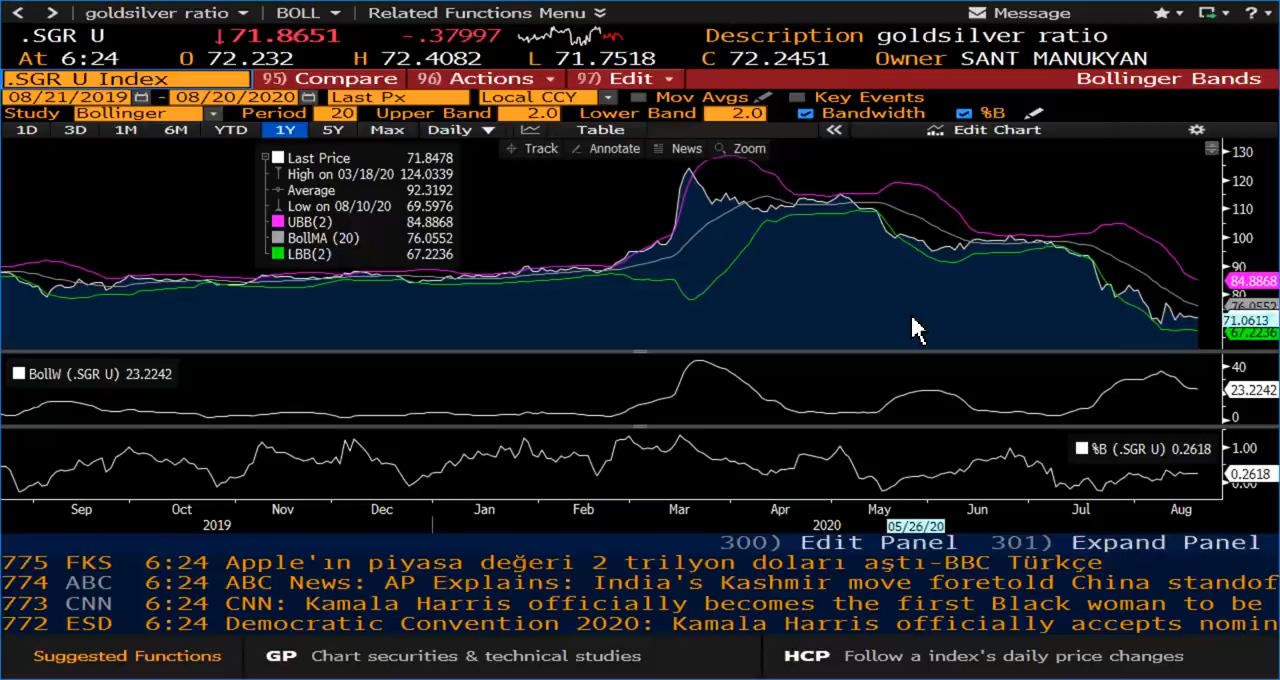 goldsilver ratio BOLL Related Functions Menu Message ?
.SGR U ↓71.8651 -.37997 Description goldsilver ratio
At 6:24 O 72.232 H 72.4082 L 71.7518 C 72.2451 Owner SANT MANUKYAN
.SGR U Index 95) Compare 96) Actions 97) Edit Bollinger Bands
08/21/2019 - 08/20/2020 Last Px Local CCY Mov Avgs Key Events
Study Bollinger Period 20 Upper Band 2.0 Lower Band 2.0 Bandwidth %B
1D 3D 1M 6M YTD 1Y 5Y Max Daily ▼ Table « Edit Chart
Track Annotate News Zoom
Last Price 71.8478
High on 03/18/20 124.0339
Average 92.3192
Low on 08/10/20 69.5976
UBB(2) 84.8868
BollMA (20) 76.0552
LBB(2) 67.2236
130
120
110
100
90
84.8868
80
76.0552
71.0613
67.2236
BollW (.SGR U) 23.2242
40
23.2242
0
%B (.SGR U) 0.2618
1.00
0.2618
0.00
Sep Oct Nov Dec Jan Feb Mar Apr May Jun Jul Aug
2019 2020 05/26/20
300) Edit Panel 301) Expand Panel
775 FKS 6:24 Apple'ın piyasa değeri 2 trilyon doları aştı-BBC Türkçe
774 ABC 6:24 ABC News: AP Explains: India's Kashmir move foretold China standof
773 CNN 6:24 CNN: Kamala Harris officially becomes the first Black woman to be
772 ESD 6:24 Democratic Convention 2020: Kamala Harris officially accepts nomin
Suggested Functions GP Chart securities & technical studies HCP Follow a index's daily price changes